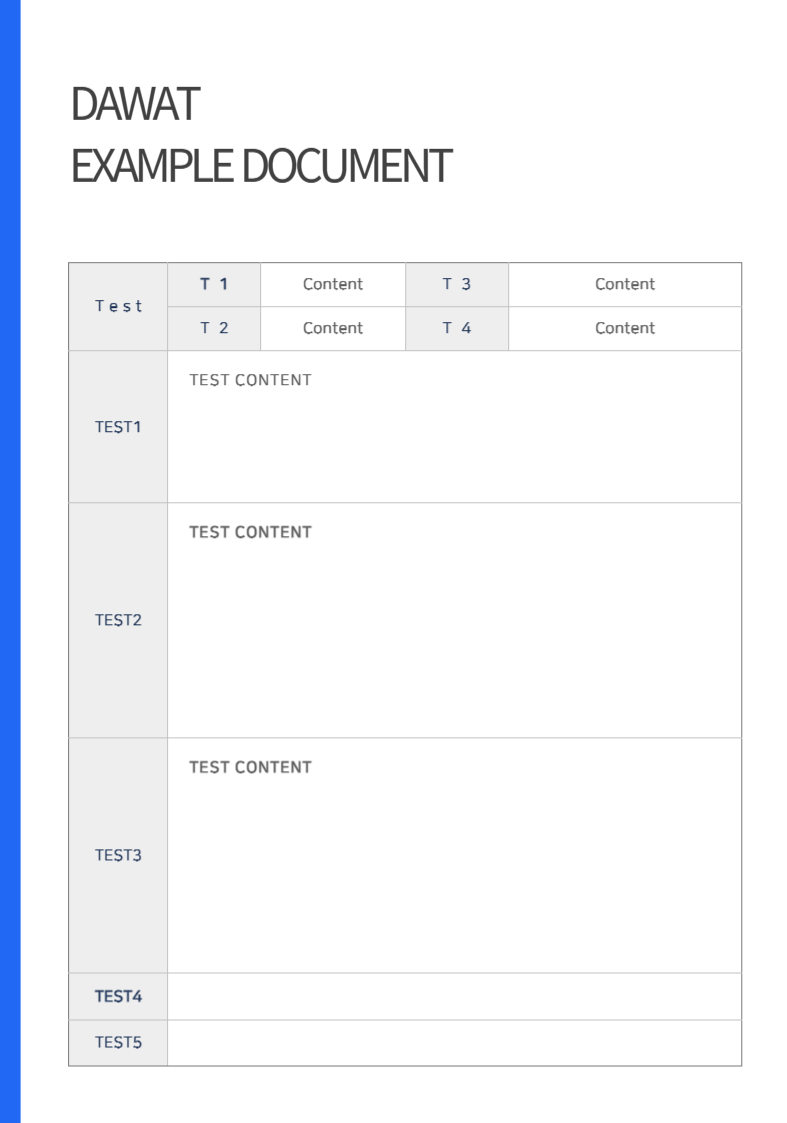 DAWAT
EXAMPLE DOCUMENT
T 1 Content T 3 Content
Test
T 2 Content T 4 Content
TEST CONTENT
TEST1
TEST CONTENT
TEST2
TEST CONTENT
TEST3
TEST4
TEST5